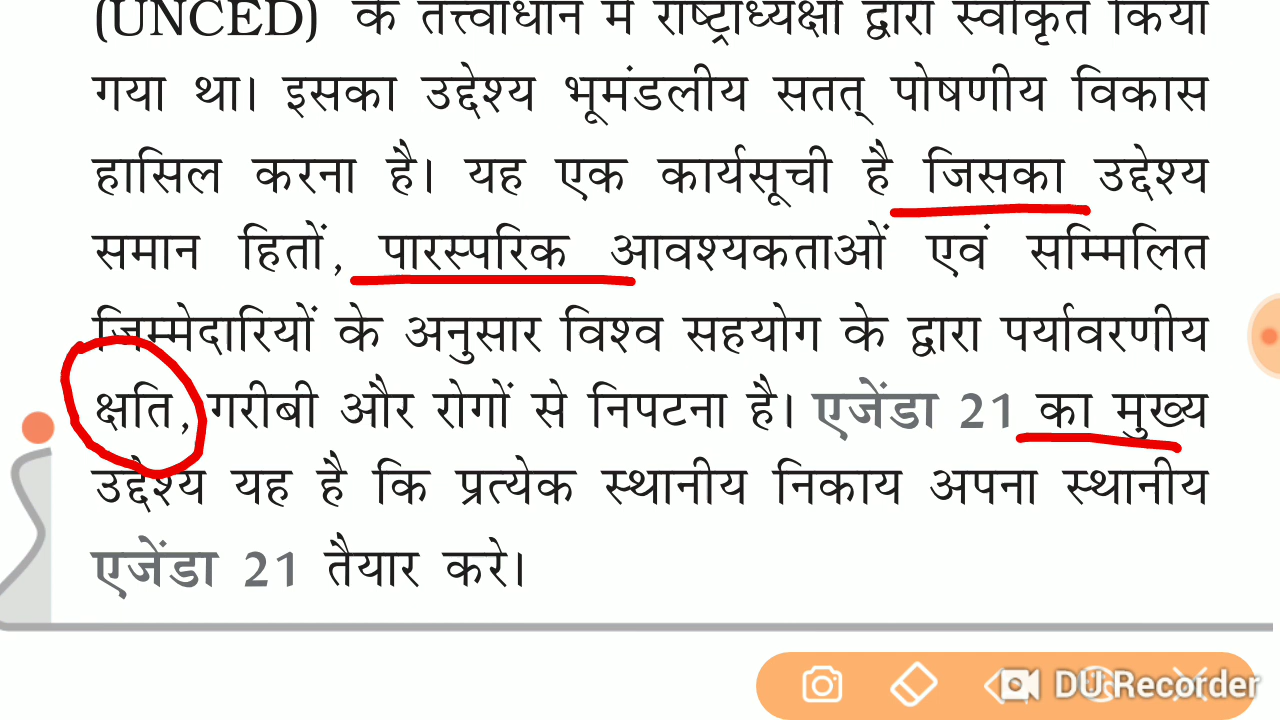 (UNCED) के तत्त्वाधान में राष्ट्राध्यक्षों द्वारा स्वीकृत किया
गया था। इसका उद्देश्य भूमंडलीय सतत् पोषणीय विकास
हासिल करना है। यह एक कार्यसूची है जिसका उद्देश्य
समान हितों, पारस्परिक आवश्यकताओं एवं सम्मिलित
जिम्मेदारियों के अनुसार विश्व सहयोग के द्वारा पर्यावरणीय
क्षति, गरीबी और रोगों से निपटना है। एजेंडा 21 का मुख्य
उद्देश्य यह है कि प्रत्येक स्थानीय निकाय अपना स्थानीय
एजेंडा 21 तैयार करे।
DU Recorder